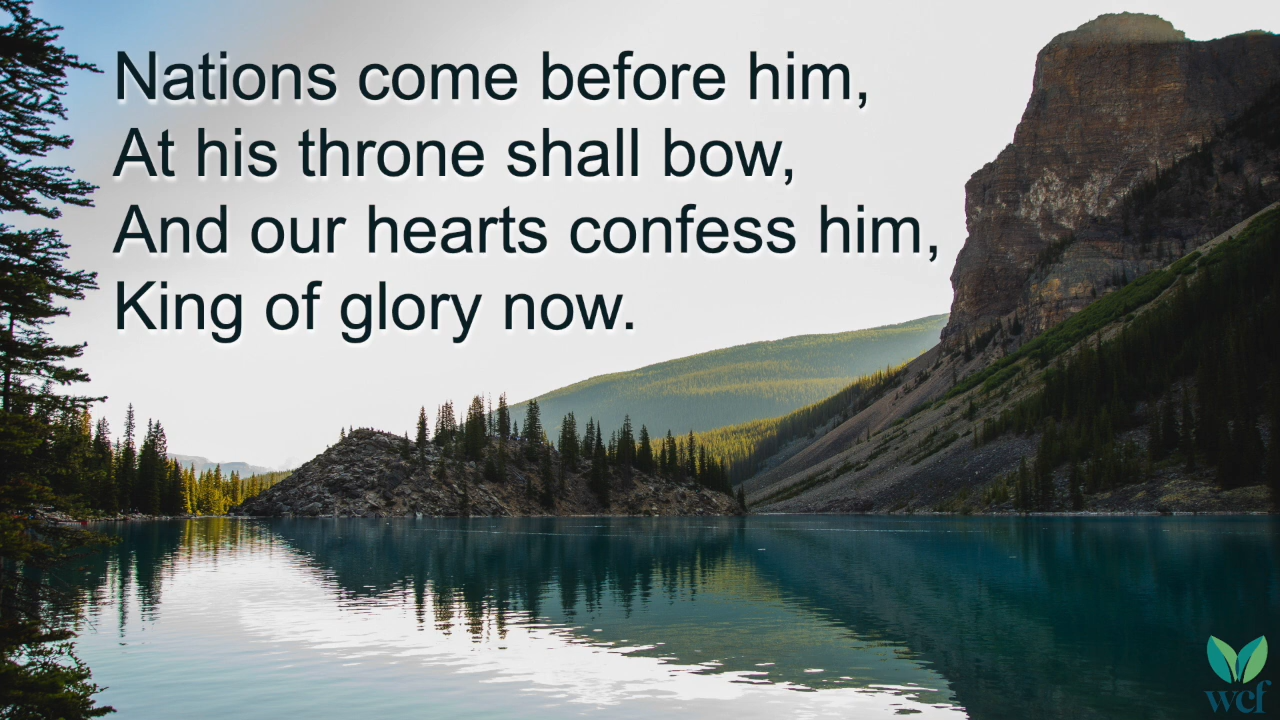 Nations come before him,
At his throne shall bow,
And our hearts confess him,
King of glory now.
wcf